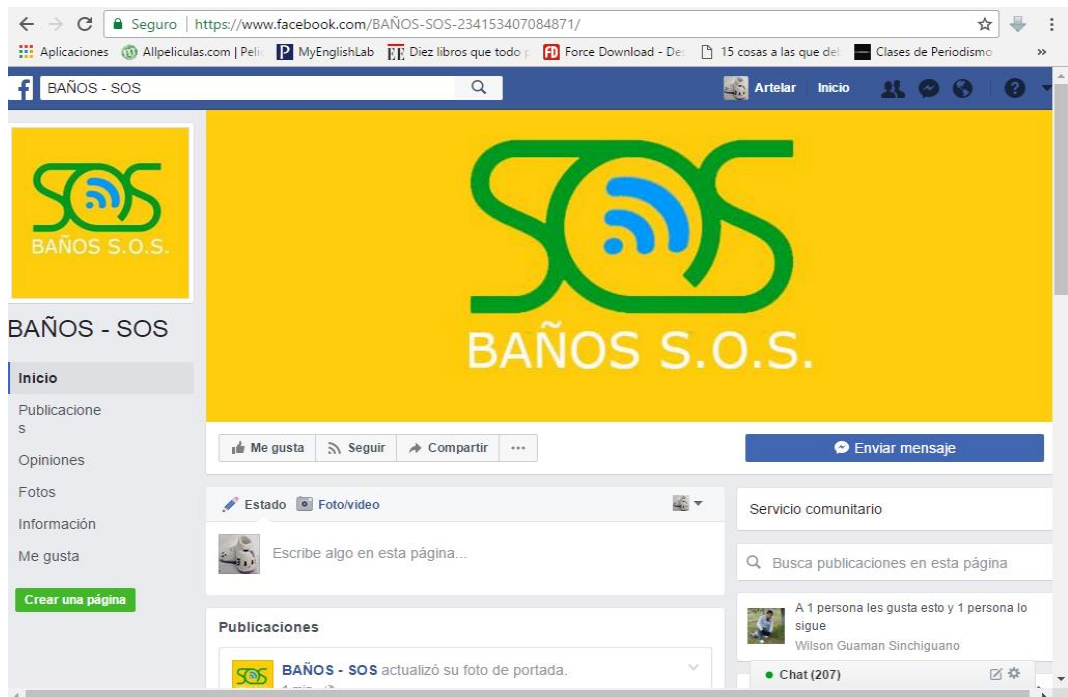 Seguro | https://www.facebook.com/BAÑOS-SOS-234153407084871/
Aplicaciones Allpeliculas.com | Peli MyEnglishLab Diez libros que todo p Force Download - De 15 cosas a las que de Clases de Periodismo »
BAÑOS - SOS Artelar Inicio
SOS
BAÑOS S.O.S.
SOS
BAÑOS S.O.S.
BAÑOS - SOS
Inicio
Publicacione
s
Opiniones
Fotos
Información
Me gusta
Crear una página
Me gusta Seguir Compartir ... Enviar mensaje
Estado Foto/video
Escribe algo en esta página...
Servicio comunitario
Busca publicaciones en esta página
A 1 persona les gusta esto y 1 persona lo
sigue
Wilson Guaman Sinchiguano
Publicaciones
SOS
BAÑOS - SOS actualizó su foto de portada.
Chat (207)